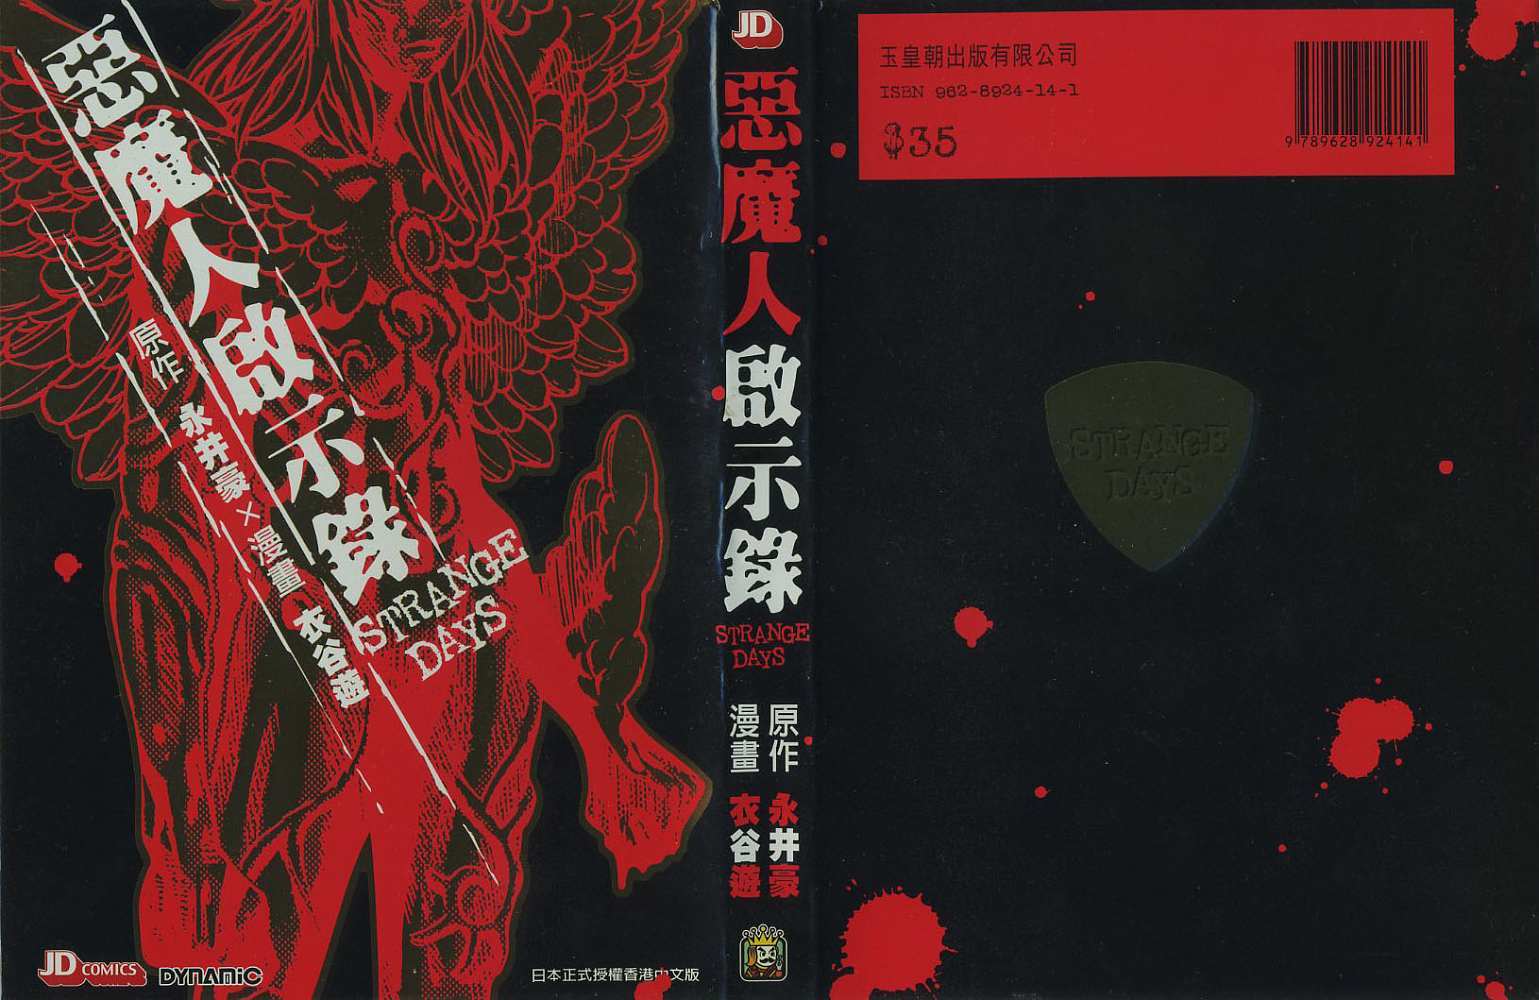 惡魔人啟示錄
STRANGE
DAYS
原作 永井豪×漫畫 衣谷遊
JD COMICS
DYNAMIC
日本正式授權香港中文版
JD
惡魔人啟示錄
STRANGE
DAYS
原作 永井豪
漫畫 衣谷遊
玉皇朝出版有限公司
ISBN 962-8924-14-1
$35
9 789628 924141
STRANGE
DAYS